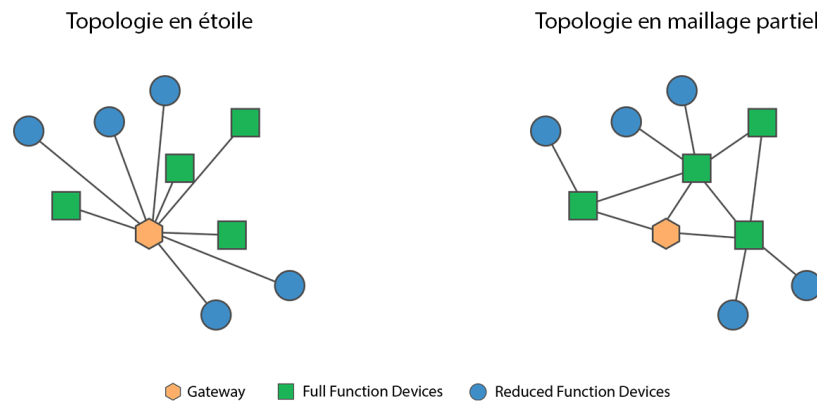 Topologie en étoile
Topologie en maillage partiel
Gateway
Full Function Devices
Reduced Function Devices